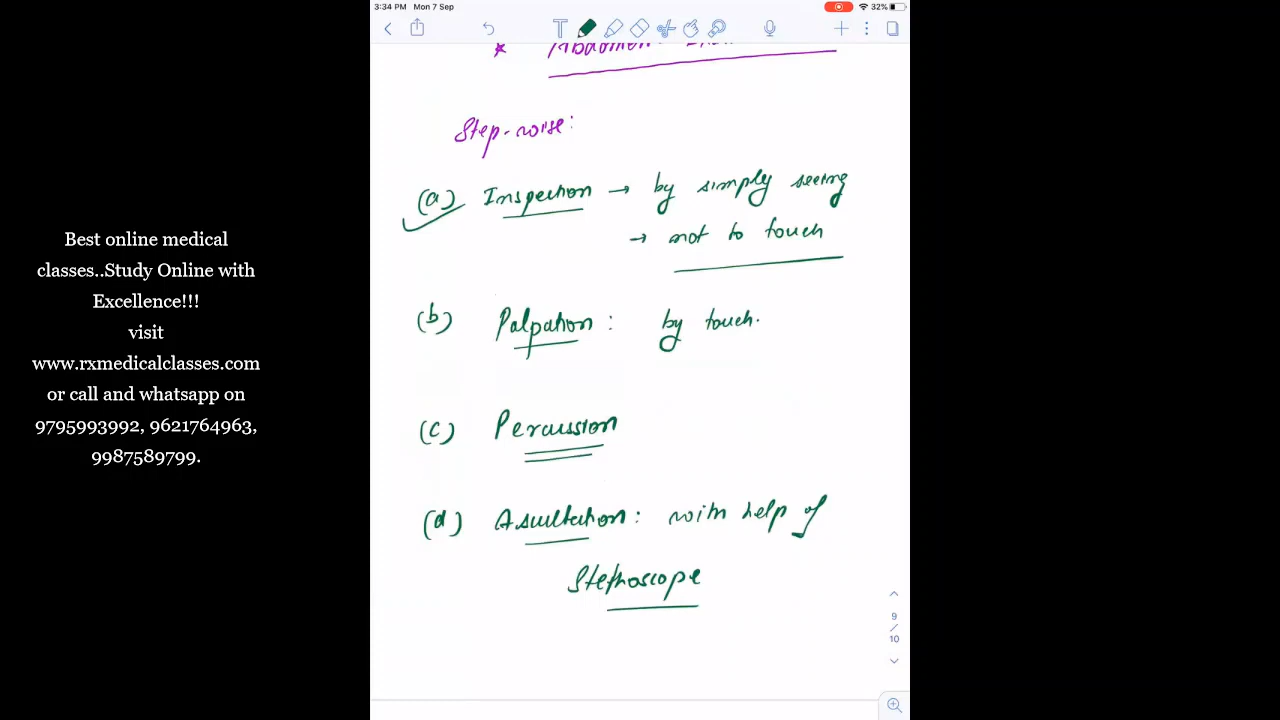 3:34 PM Mon 7 Sep
32%
Step-wise:
(a) Inspection → by simply seeing
→ not to touch
(b) Palpation : by touch.
(c) Percussion
(d) Ascultation : with help of
Stethoscope
9
/
10
Best online medical
classes..Study Online with
Excellence!!!
visit
www.rxmedicalclasses.com
or call and whatsapp on
9795993992, 9621764963,
9987589799.